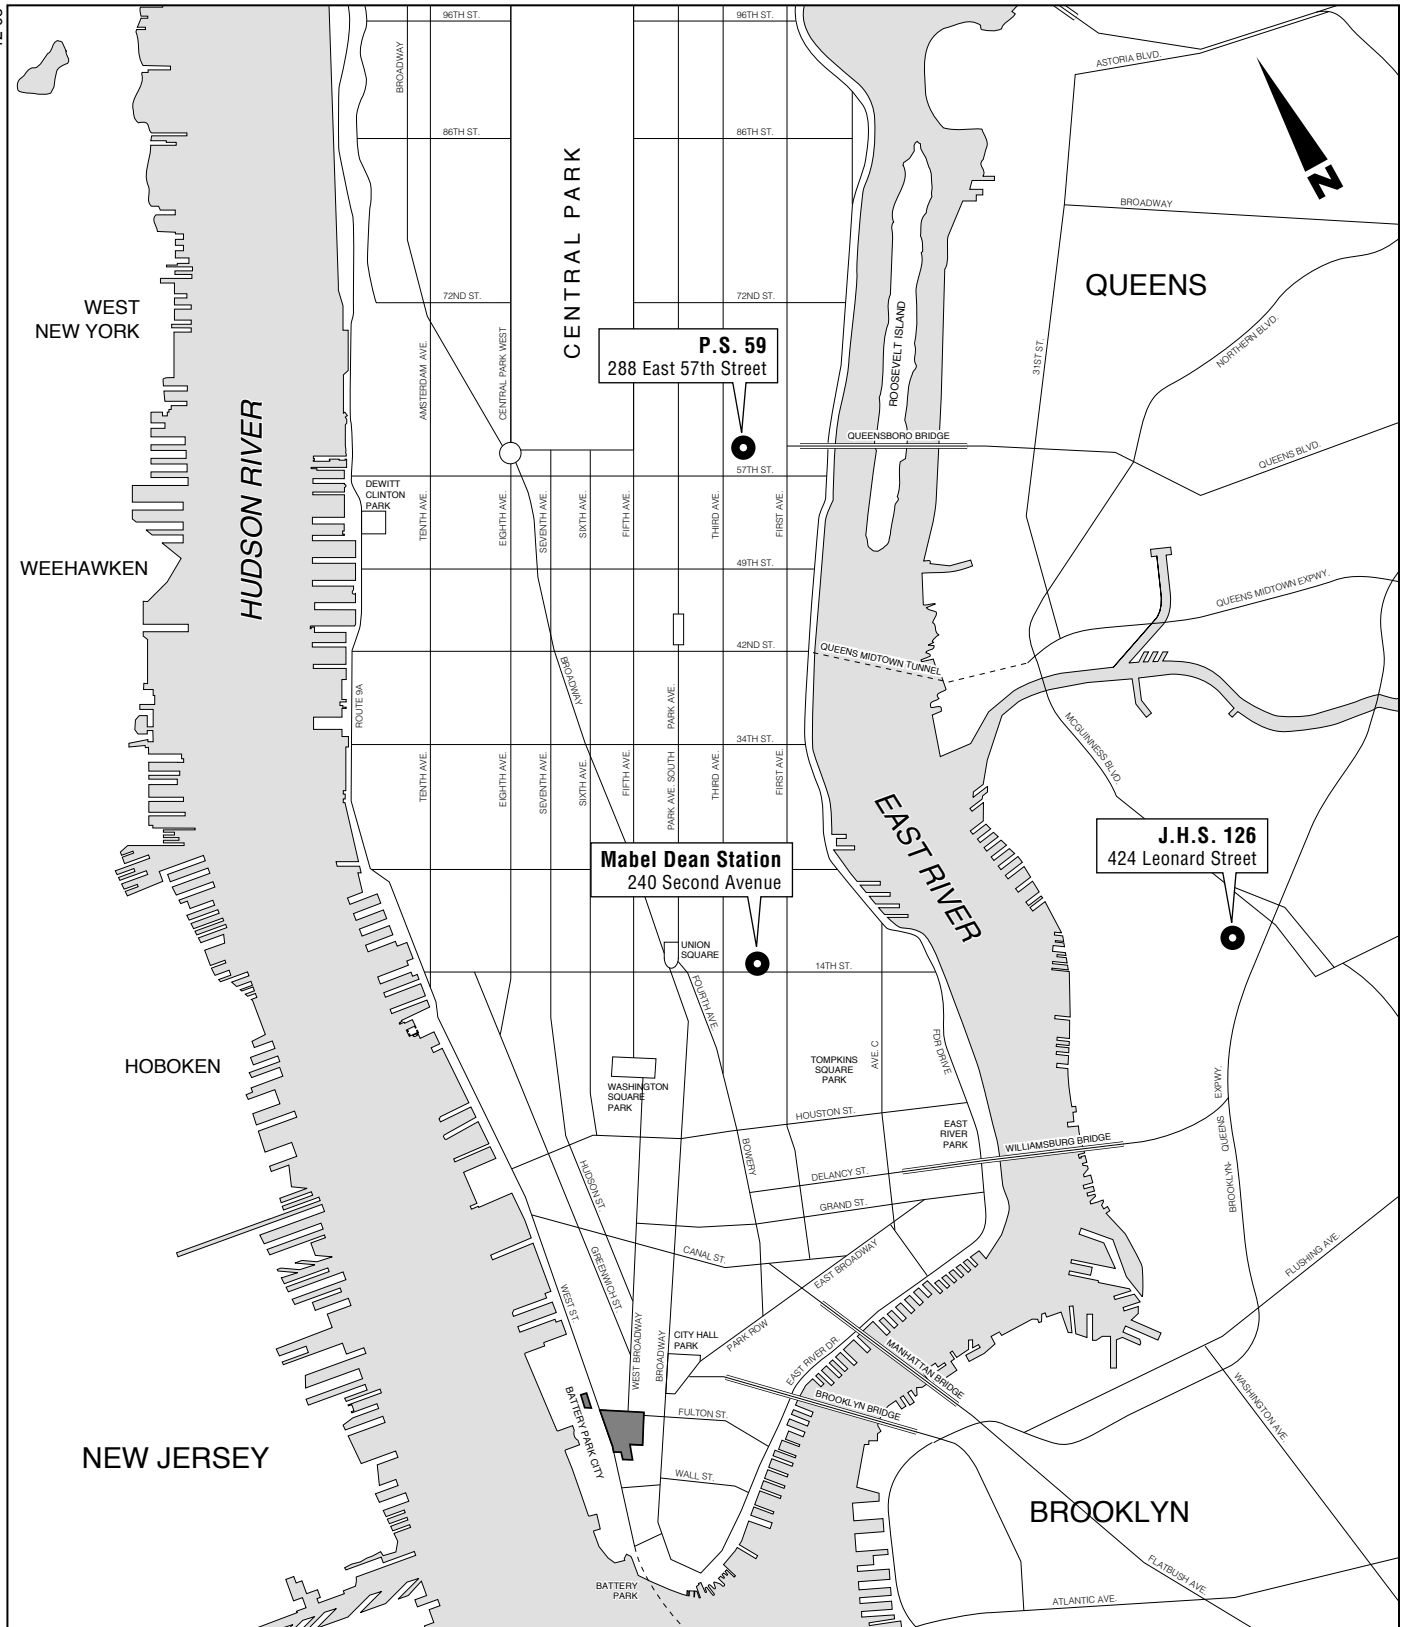 96TH ST.
96TH ST.
BROADWAY
ASTORIA BLVD.
N
86TH ST.
86TH ST.
CENTRAL PARK
BROADWAY
QUEENS
WEST
NEW YORK
72ND ST.
72ND ST.
ROOSEVELT ISLAND
NORTHERN BLVD.
31ST ST.
AMSTERDAM AVE.
CENTRAL PARK WEST
P.S. 59
288 East 57th Street
HUDSON RIVER
QUEENSBORO BRIDGE
QUEENS BLVD.
57TH ST.
DEWITT
CLINTON
PARK
TENTH AVE.
EIGHTH AVE.
SEVENTH AVE.
SIXTH AVE.
FIFTH AVE.
THIRD AVE.
FIRST AVE.
WEEHAWKEN
49TH ST.
QUEENS MIDTOWN EXPWY.
42ND ST.
QUEENS MIDTOWN TUNNEL
BROADWAY
ROUTE 9A
PARK AVE.
MCGUINNESS BLVD.
34TH ST.
TENTH AVE.
EIGHTH AVE.
SEVENTH AVE.
SIXTH AVE.
FIFTH AVE.
PARK AVE. SOUTH
THIRD AVE.
FIRST AVE.
EAST RIVER
J.H.S. 126
424 Leonard Street
Mabel Dean Station
240 Second Avenue
UNION
SQUARE
14TH ST.
FOURTH AVE.
HOBOKEN
AVE. C
FDR DRIVE
TOMPKINS
SQUARE
PARK
WASHINGTON
SQUARE
PARK
HOUSTON ST.
EAST
RIVER
PARK
WILLIAMSBURG BRIDGE
BROOKLYN- QUEENS EXPWY.
BOWERY
HUDSON ST.
DELANCY ST.
GRAND ST.
CANAL ST.
GREENWICH ST.
EAST BROADWAY
FLUSHING AVE.
WEST ST.
WEST BROADWAY
BROADWAY
CITY HALL
PARK
PARK ROW
EAST RIVER DR.
MANHATTAN BRIDGE
BROOKLYN BRIDGE
WASHINGTON AVE.
BATTERY PARK CITY
FULTON ST.
NEW JERSEY
WALL ST.
BROOKLYN
BATTERY
PARK
FLATBUSH AVE.
ATLANTIC AVE.